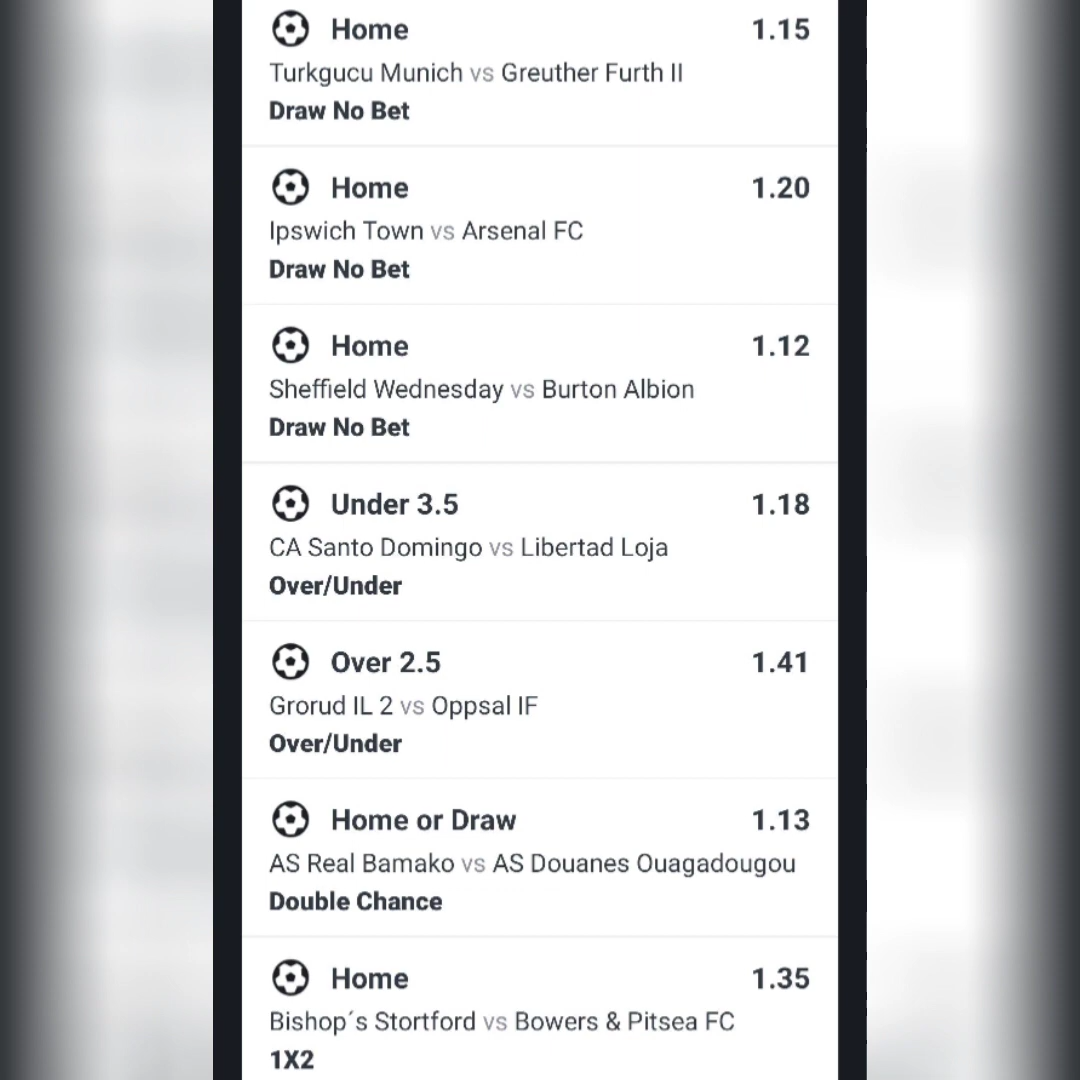 Home 1.15
Turkgucu Munich vs Greuther Furth II
Draw No Bet
Home 1.20
Ipswich Town vs Arsenal FC
Draw No Bet
Home 1.12
Sheffield Wednesday vs Burton Albion
Draw No Bet
Under 3.5 1.18
CA Santo Domingo vs Libertad Loja
Over/Under
Over 2.5 1.41
Grorud IL 2 vs Oppsal IF
Over/Under
Home or Draw 1.13
AS Real Bamako vs AS Douanes Ouagadougou
Double Chance
Home 1.35
Bishop´s Stortford vs Bowers & Pitsea FC
1X2